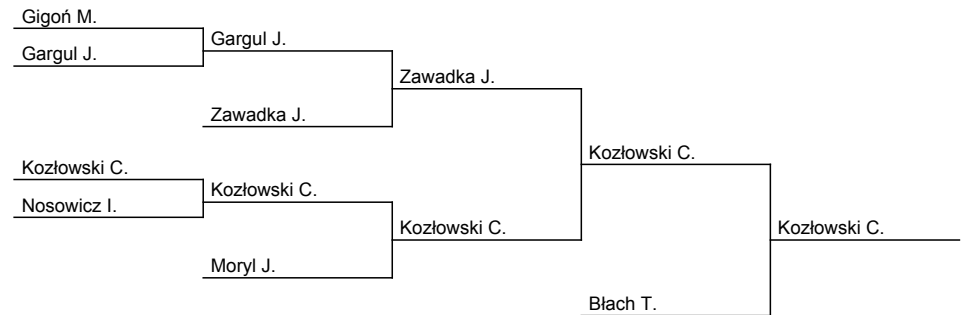 Gigoń M.
Gargul J.
Gargul J.
Zawadka J.
Zawadka J.
Kozłowski C.
Kozłowski C.
Kozłowski C.
Nosowicz I.
Kozłowski C.
Kozłowski C.
Moryl J.
Błach T.